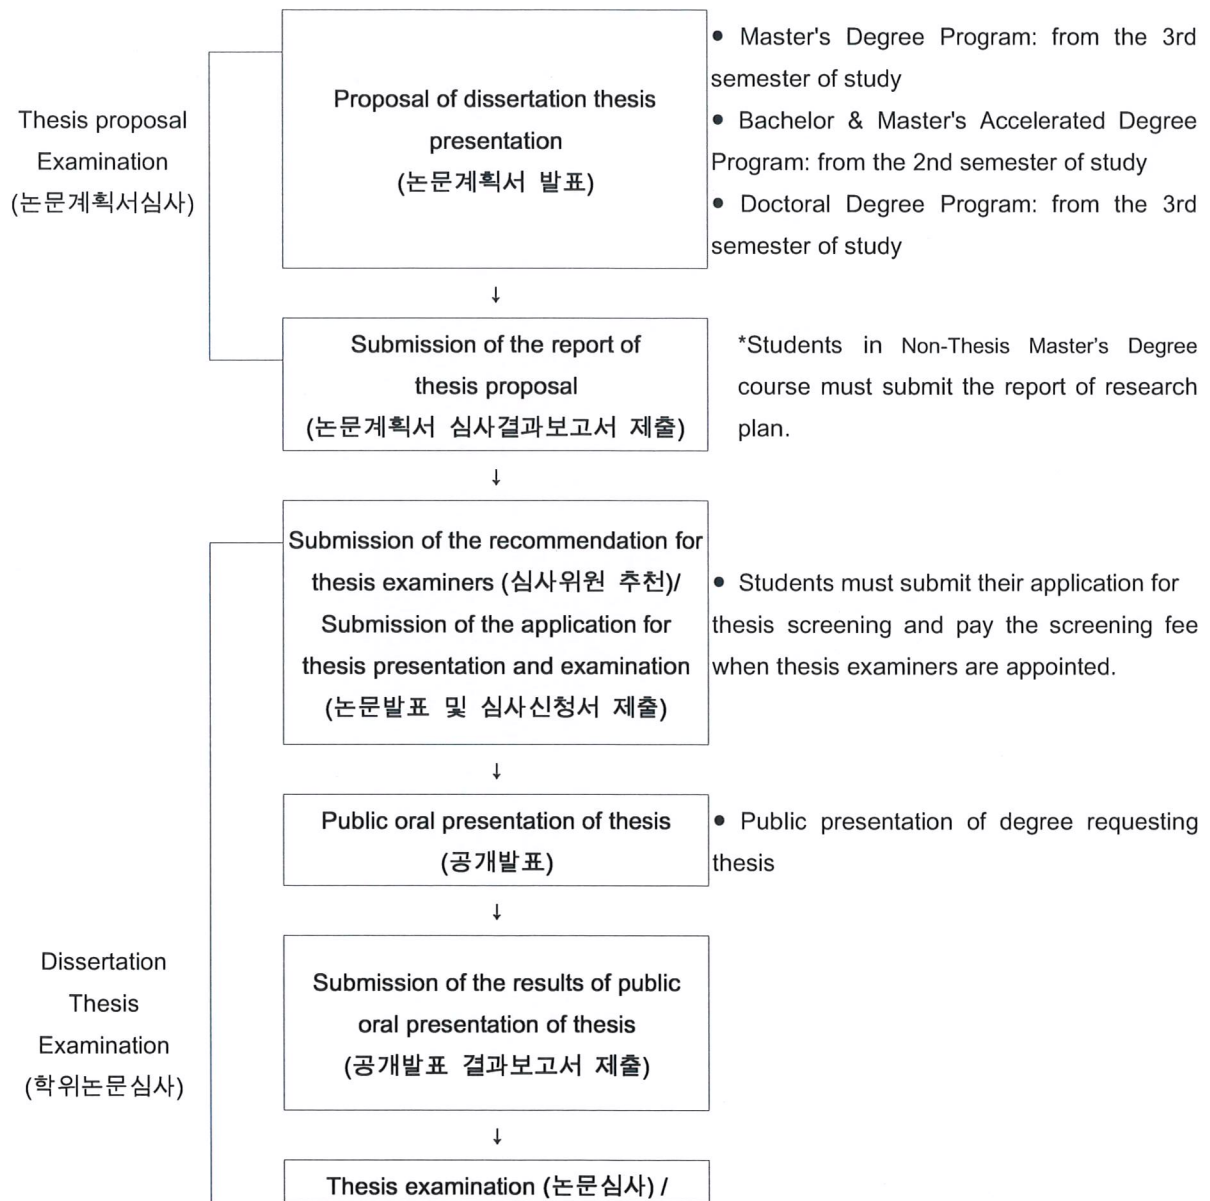 Thesis proposal
Examination
(논문계획서심사)
Proposal of dissertation thesis
presentation
(논문계획서 발표)
● Master's Degree Program: from the 3rd
semester of study
● Bachelor & Master's Accelerated Degree
Program: from the 2nd semester of study
● Doctoral Degree Program: from the 3rd
semester of study
↓
Submission of the report of
thesis proposal
(논문계획서 심사결과보고서 제출)
*Students in Non-Thesis Master's Degree
course must submit the report of research
plan.
↓
Submission of the recommendation for
thesis examiners (심사위원 추천)/
Submission of the application for
thesis presentation and examination
(논문발표 및 심사신청서 제출)
● Students must submit their application for
thesis screening and pay the screening fee
when thesis examiners are appointed.
↓
Public oral presentation of thesis
(공개발표)
● Public presentation of degree requesting
thesis
↓
Dissertation
Thesis
Examination
(학위논문심사)
Submission of the results of public
oral presentation of thesis
(공개발표 결과보고서 제출)
↓
Thesis examination (논문심사) /